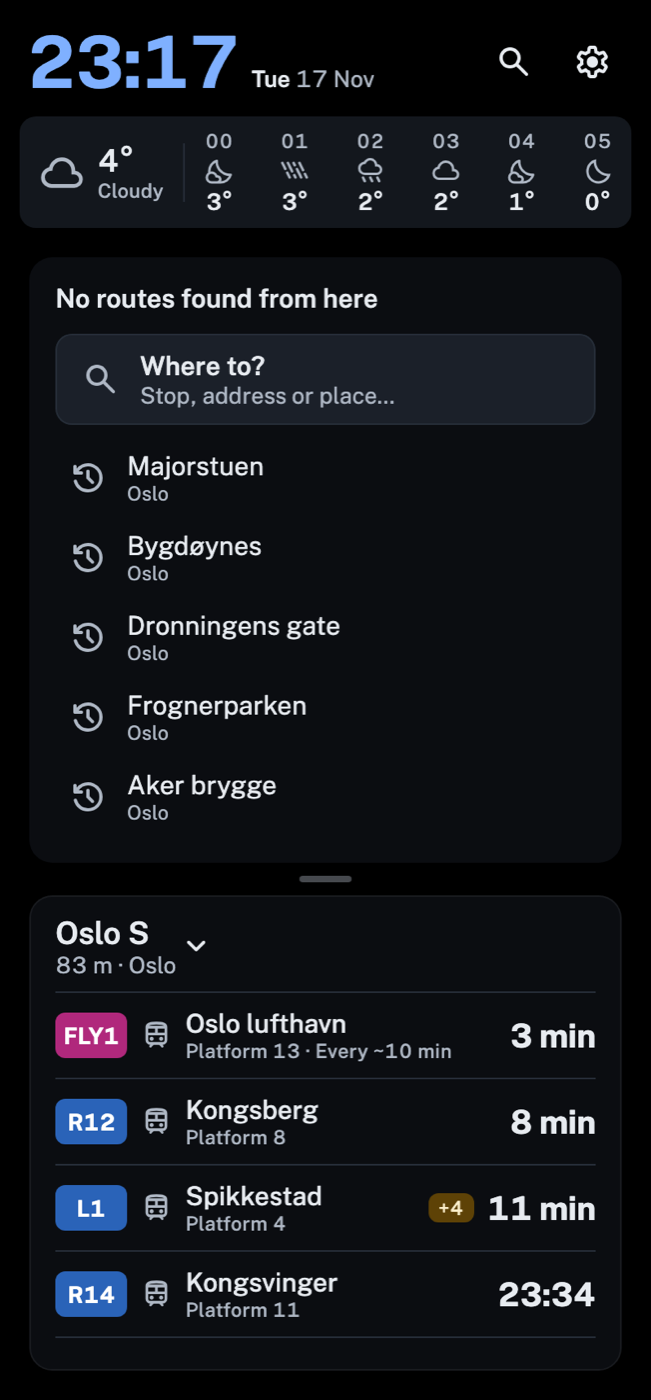 23:17 Tue 17 Nov
00 01 02 03 04 05
4°
Cloudy
3° 3° 2° 2° 1° 0°
No routes found from here
Where to?
Stop, address or place...
Majorstuen
Oslo
Bygdøynes
Oslo
Dronningens gate
Oslo
Frognerparken
Oslo
Aker brygge
Oslo
Oslo S
83 m · Oslo
FLY1 Oslo lufthavn 3 min
Platform 13 · Every ~10 min
R12 Kongsberg 8 min
Platform 8
L1 Spikkestad +4 11 min
Platform 4
R14 Kongsvinger 23:34
Platform 11